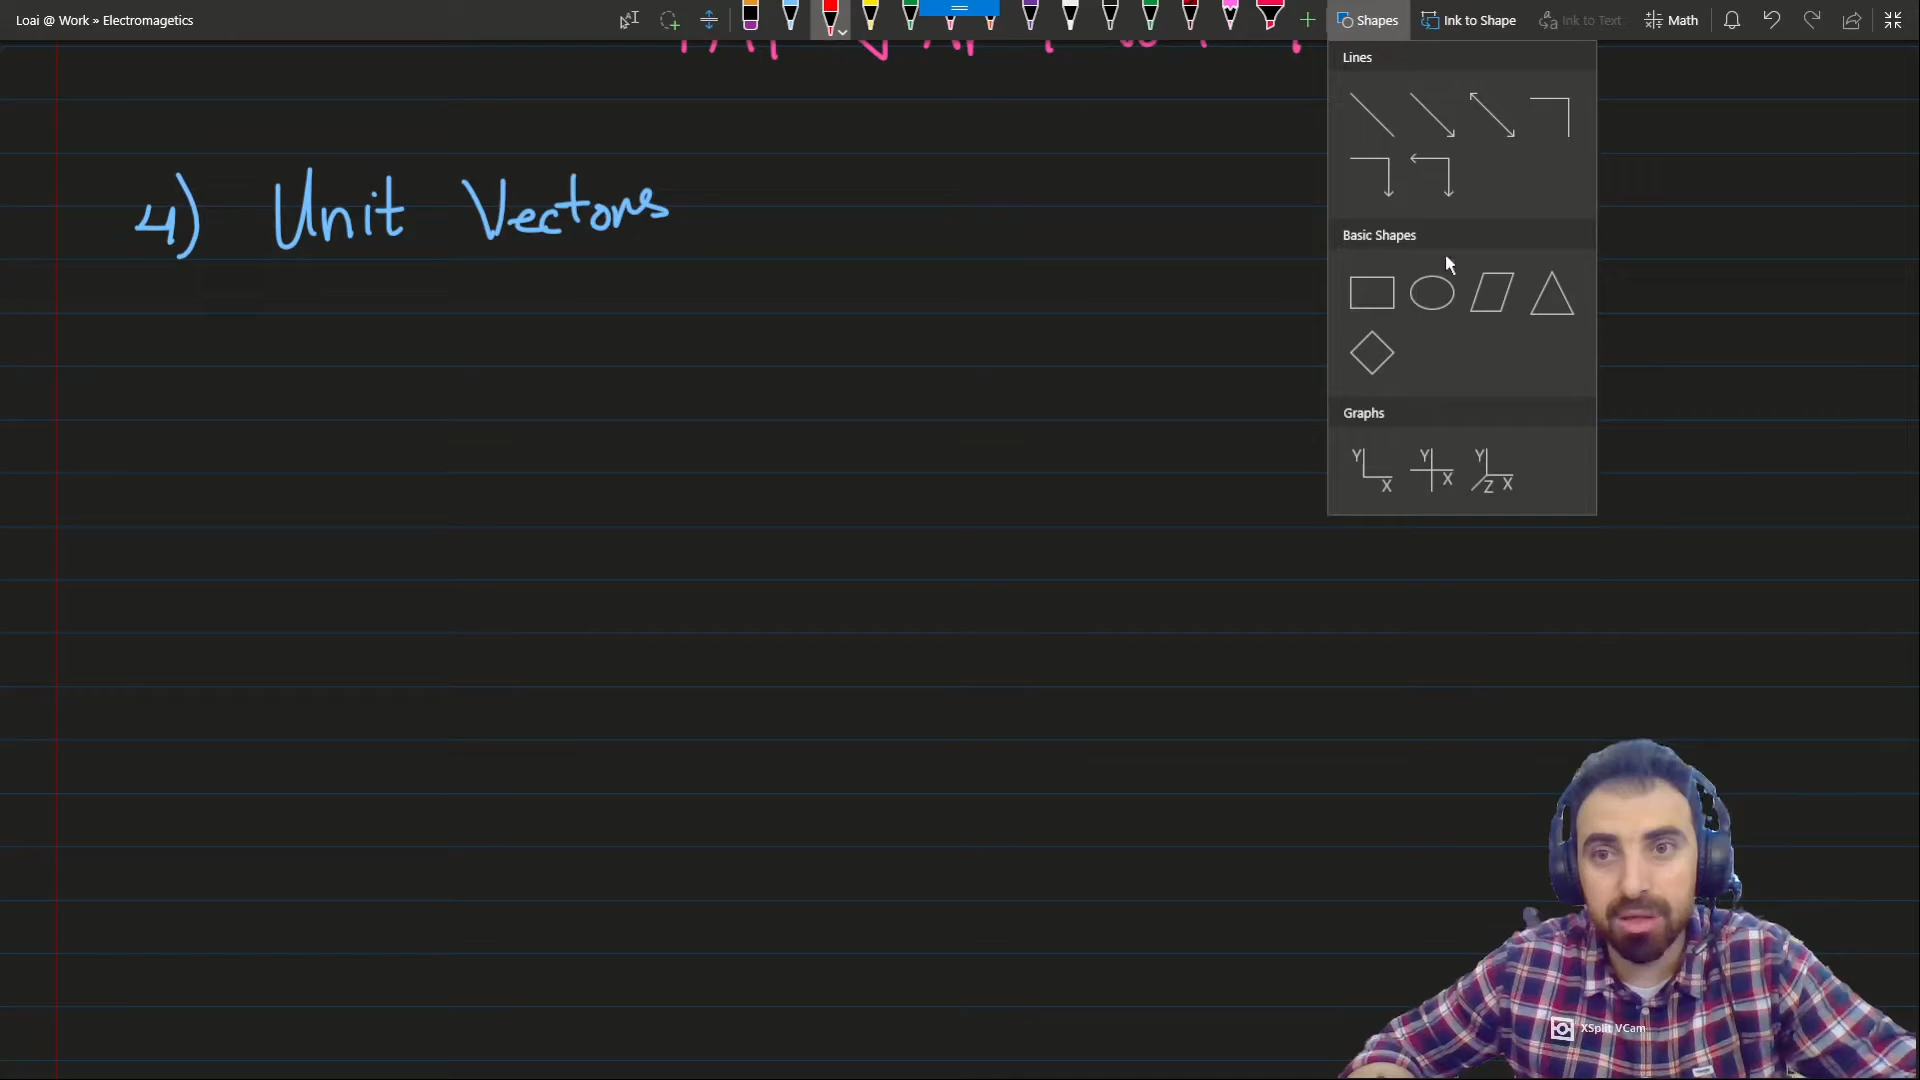 Loai @ Work » Electromagetics
Shapes
Ink to Shape
Ink to Text
Math
Lines
4) Unit Vectors
Basic Shapes
Graphs
Y X
Y X
Y Z X
XSplit VCam